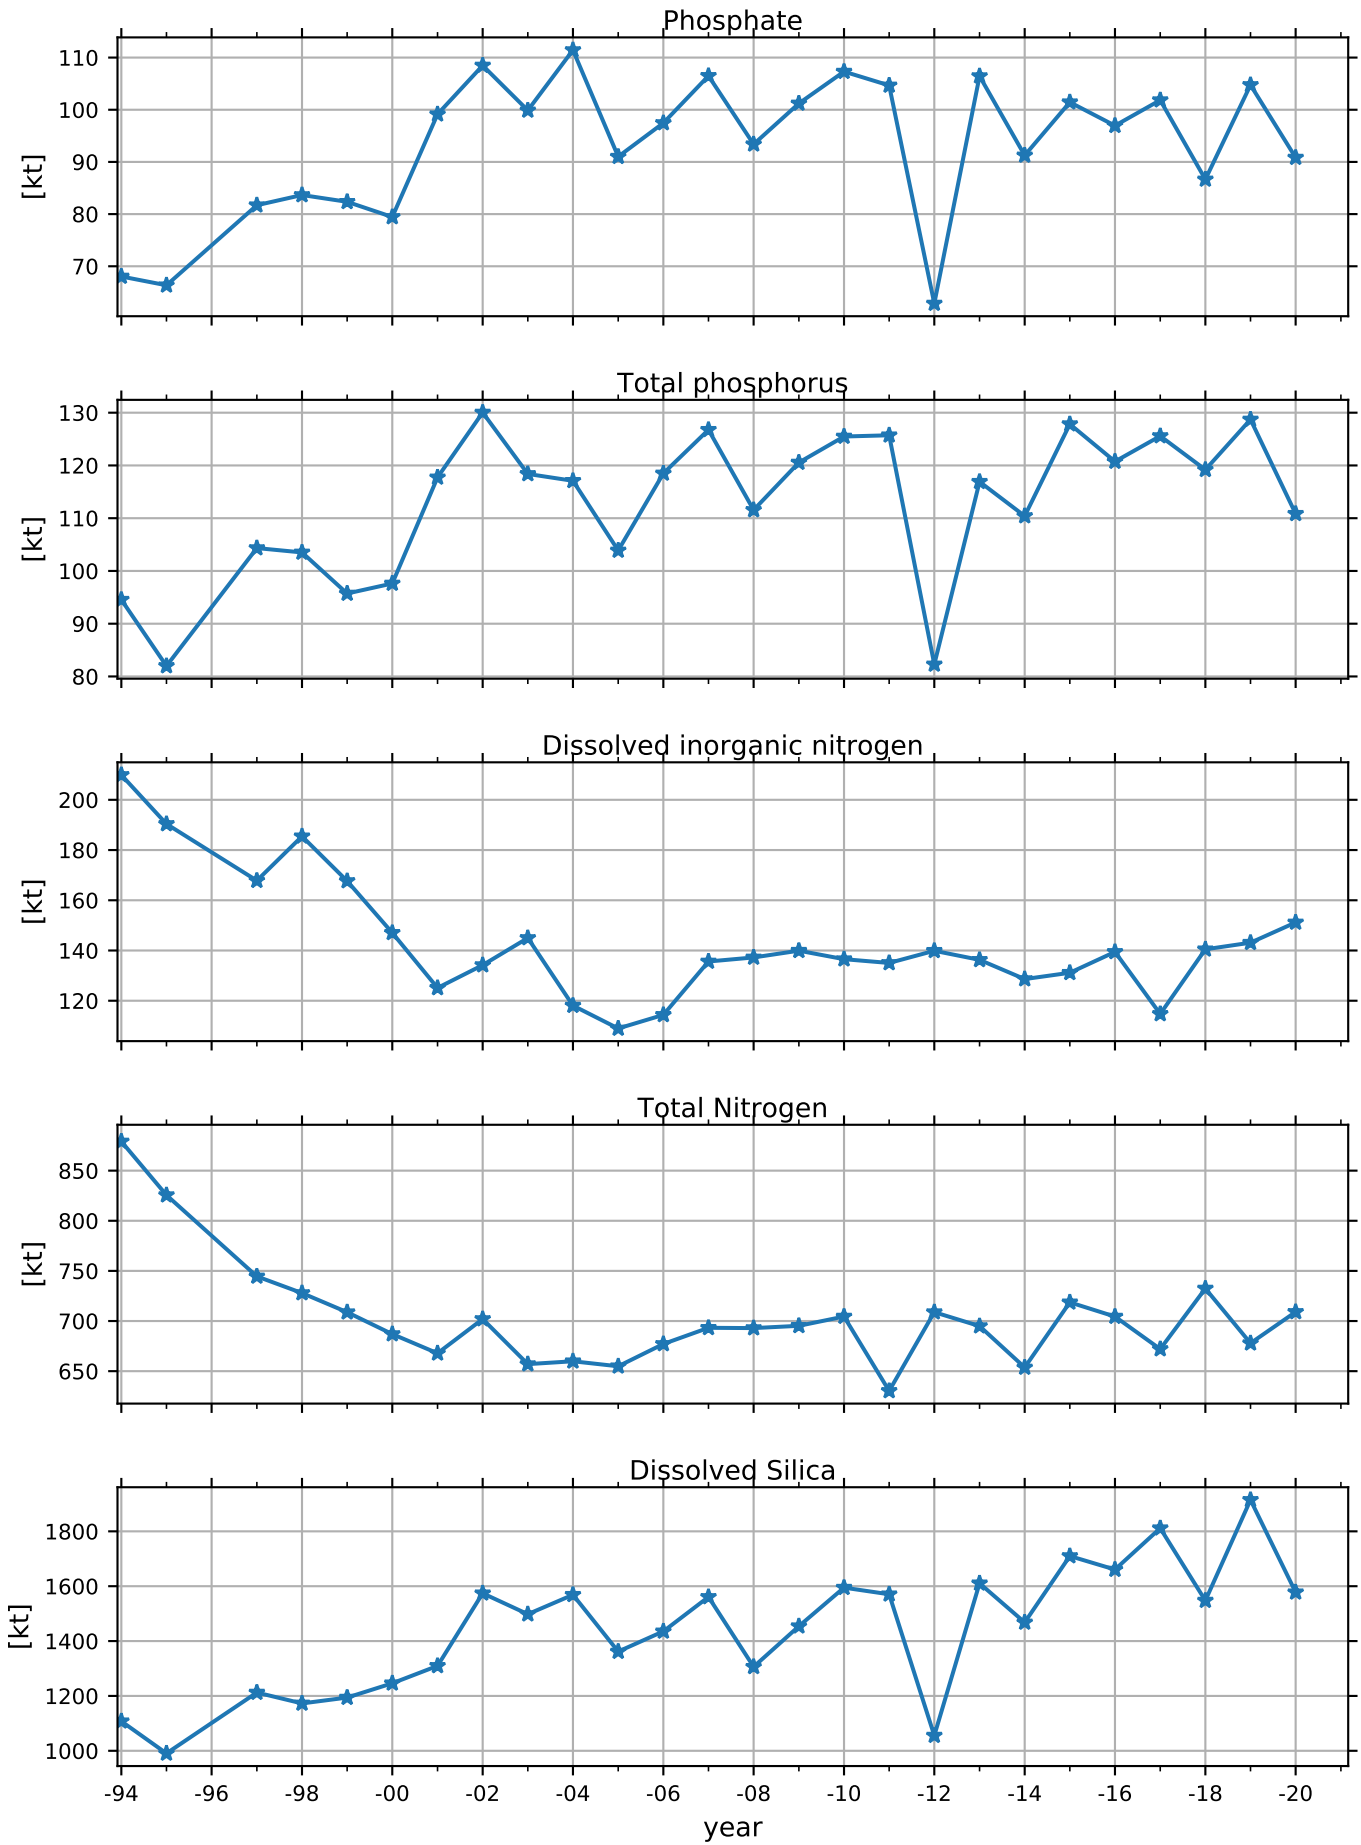 Phosphate
110
100
90
80
70
[kt]
Total phosphorus
130
120
110
100
90
80
[kt]
Dissolved inorganic nitrogen
200
180
160
140
120
[kt]
Total Nitrogen
850
800
750
700
650
[kt]
Dissolved Silica
1800
1600
1400
1200
1000
[kt]
-94 -96 -98 -00 -02 -04 -06 -08 -10 -12 -14 -16 -18 -20
year